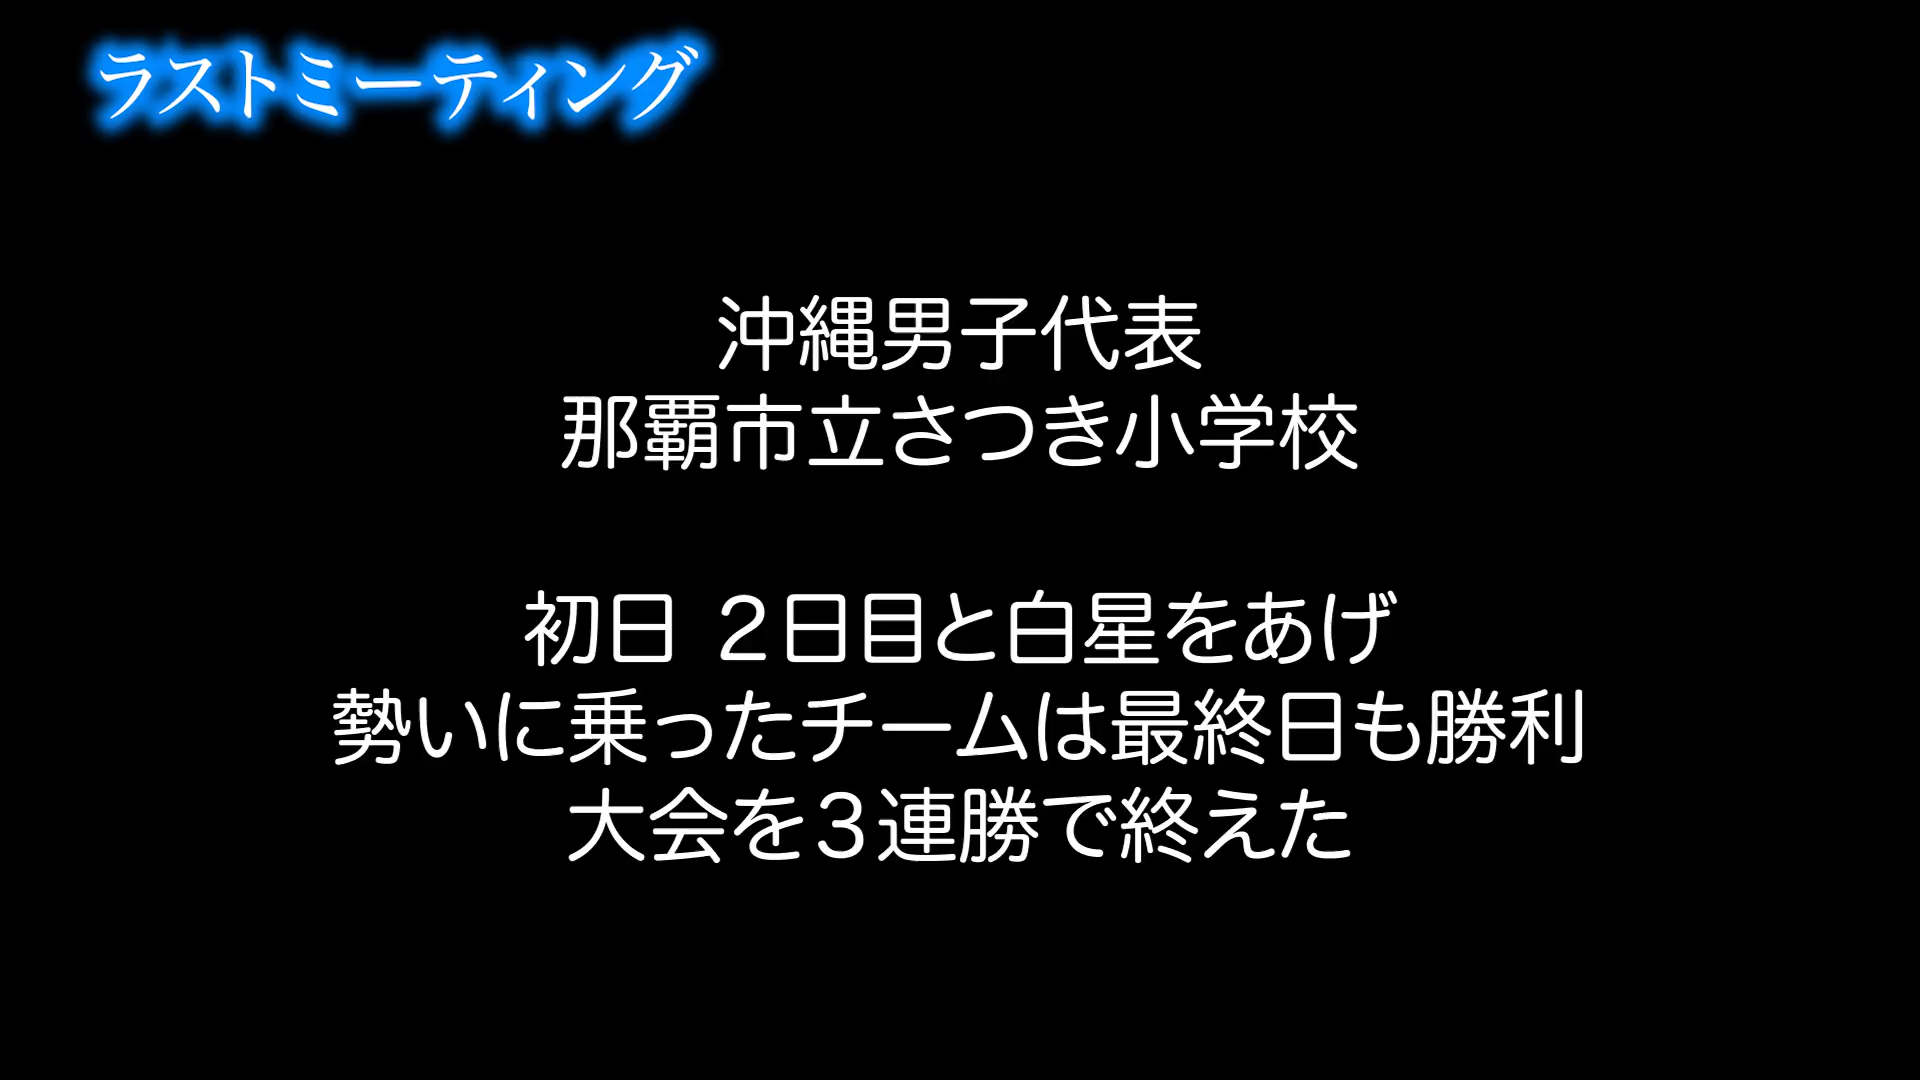 ラストミーティング
沖縄男子代表
那覇市立さつき小学校
初日 ２日目と白星をあげ
勢いに乗ったチームは最終日も勝利
大会を３連勝で終えた